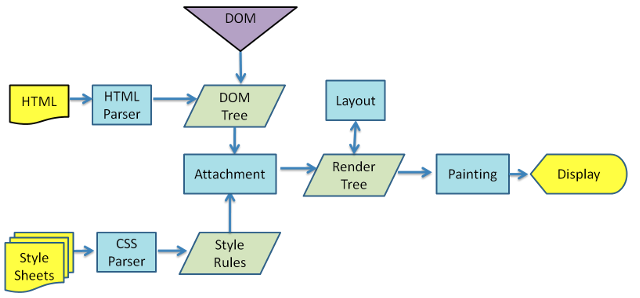 DOM
HTML
HTML
Parser
DOM
Tree
Layout
Attachment
Render
Tree
Painting
Display
Style
Sheets
CSS
Parser
Style
Rules